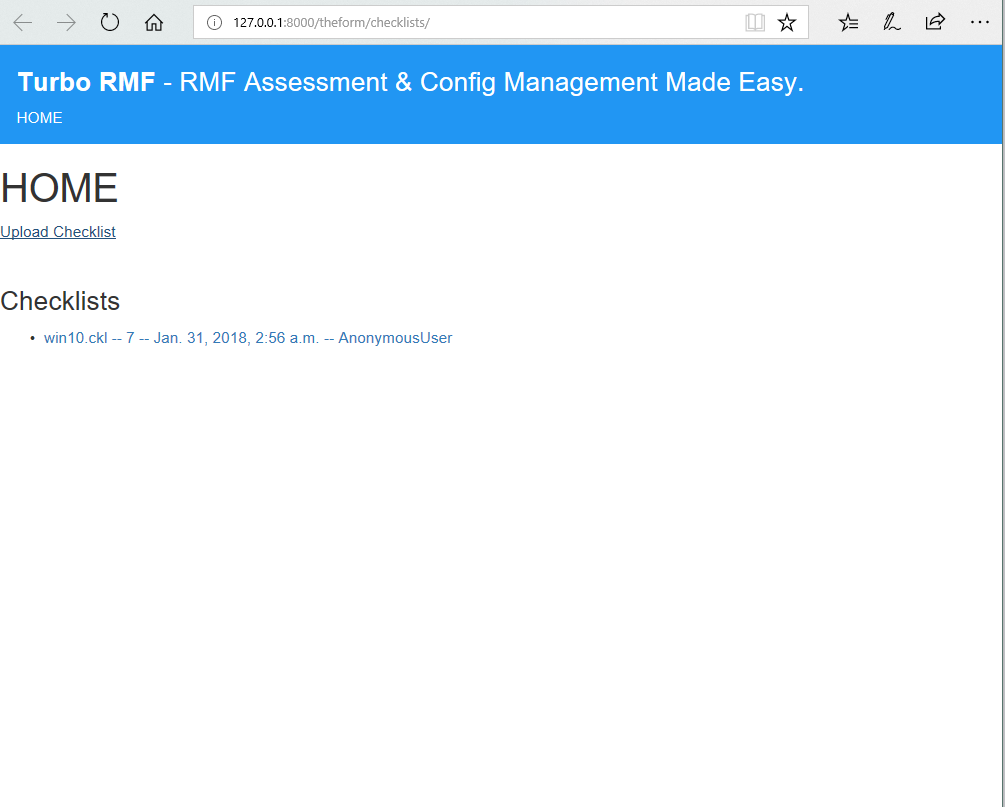 127.0.0.1:8000/theform/checklists/
Turbo RMF - RMF Assessment & Config Management Made Easy.
HOME
HOME
Upload Checklist
Checklists
• win10.ckl -- 7 -- Jan. 31, 2018, 2:56 a.m. -- AnonymousUser